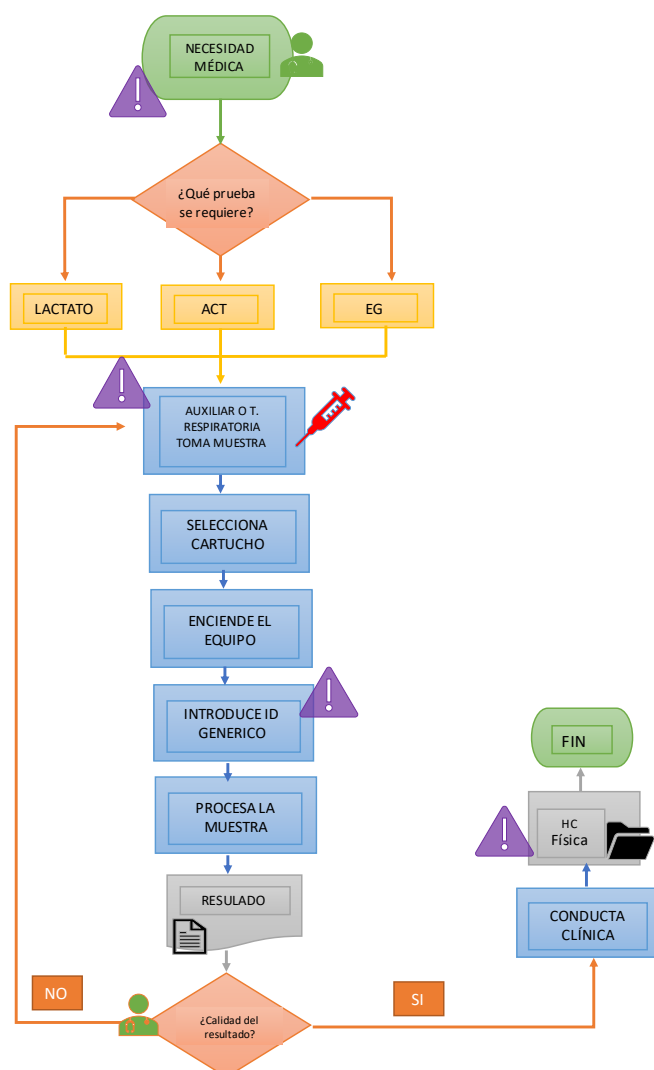 NECESIDAD
MÉDICA
¿Qué prueba
se requiere?
LACTATO
ACT
EG
AUXILIAR O T.
RESPIRATORIA
TOMA MUESTRA
SELECCIONA
CARTUCHO
ENCIENDE EL
EQUIPO
INTRODUCE ID
GENERICO
PROCESA LA
MUESTRA
RESULADO
¿Calidad del
resultado?
NO
SI
CONDUCTA
CLÍNICA
HC
Física
FIN